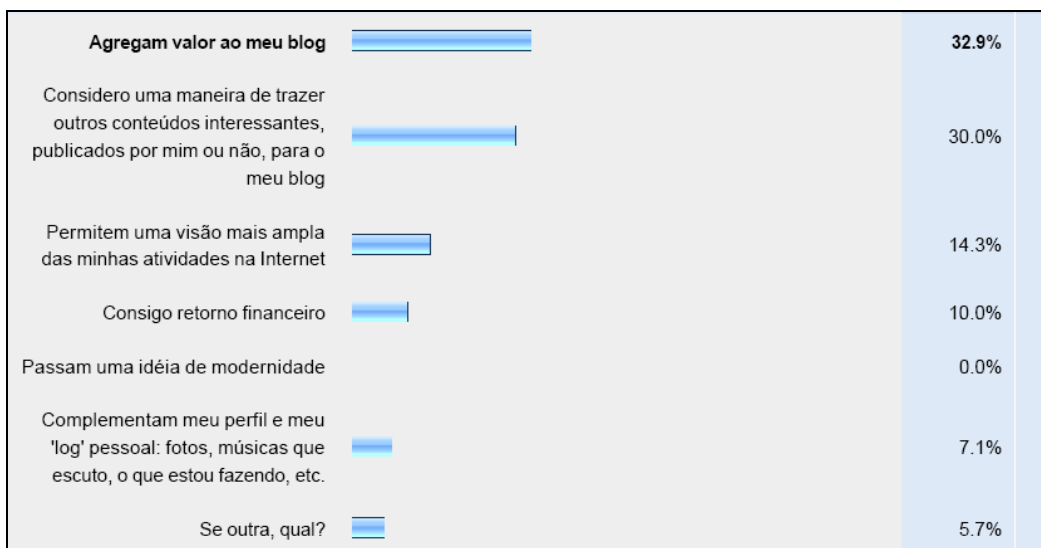 Agregam valor ao meu blog 32.9%
Considero uma maneira de trazer
outros conteúdos interessantes,
publicados por mim ou não, para o
meu blog
30.0%
Permitem uma visão mais ampla
das minhas atividades na Internet
14.3%
Consigo retorno financeiro 10.0%
Passam uma idéia de modernidade 0.0%
Complementam meu perfil e meu
'log' pessoal: fotos, músicas que
escuto, o que estou fazendo, etc.
7.1%
Se outra, qual? 5.7%